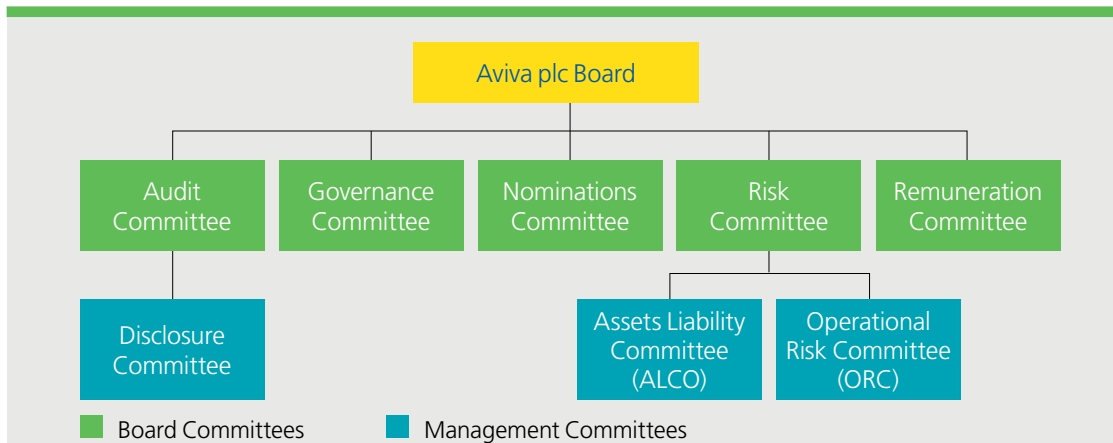 Aviva plc Board
Audit
Committee
Governance
Committee
Nominations
Committee
Risk
Committee
Remuneration
Committee
Disclosure
Committee
Assets Liability
Committee
(ALCO)
Operational
Risk Committee
(ORC)
Board Committees
Management Committees